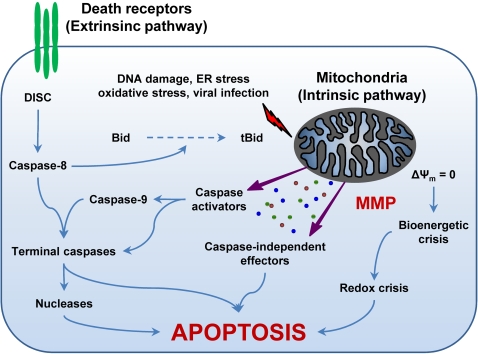 Death receptors
(Extrinsinc pathway)
DNA damage, ER stress
oxidative stress, viral infection
Mitochondria
(Intrinsic pathway)
DISC
Bid
tBid
Caspase-8
ΔΨm = 0
Caspase-9
Caspase
activators
MMP
Bioenergetic
crisis
Terminal caspases
Caspase-independent
effectors
Nucleases
Redox crisis
APOPTOSIS